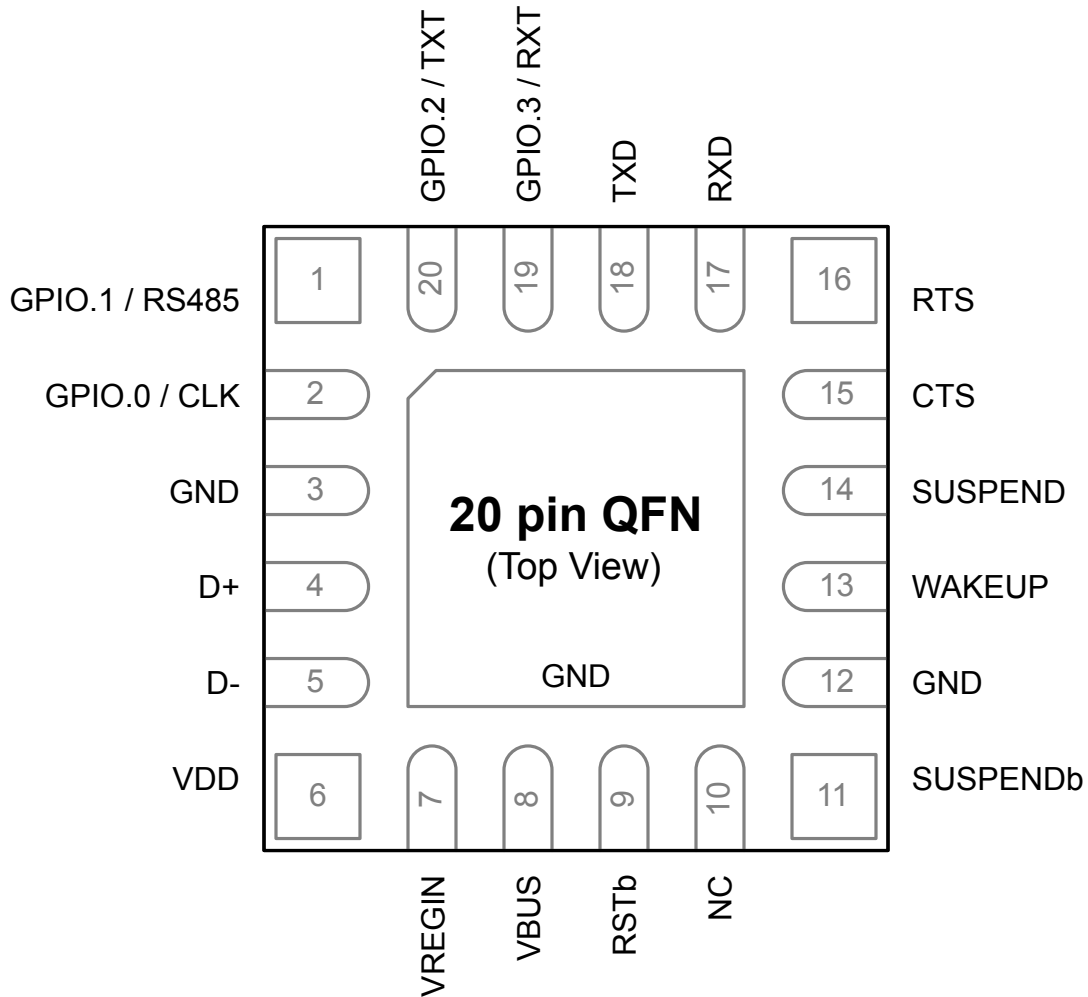 GPIO.2 / TXT
GPIO.3 / RXT
TXD
RXD
1
20
19
18
17
16
GPIO.1 / RS485
RTS
GPIO.0 / CLK
2
15
CTS
GND
3
14
SUSPEND
20 pin QFN
(Top View)
D+
4
13
WAKEUP
D-
5
GND
12
GND
VDD
6
7
8
9
10
11
SUSPENDb
VREGIN
VBUS
RSTb
NC